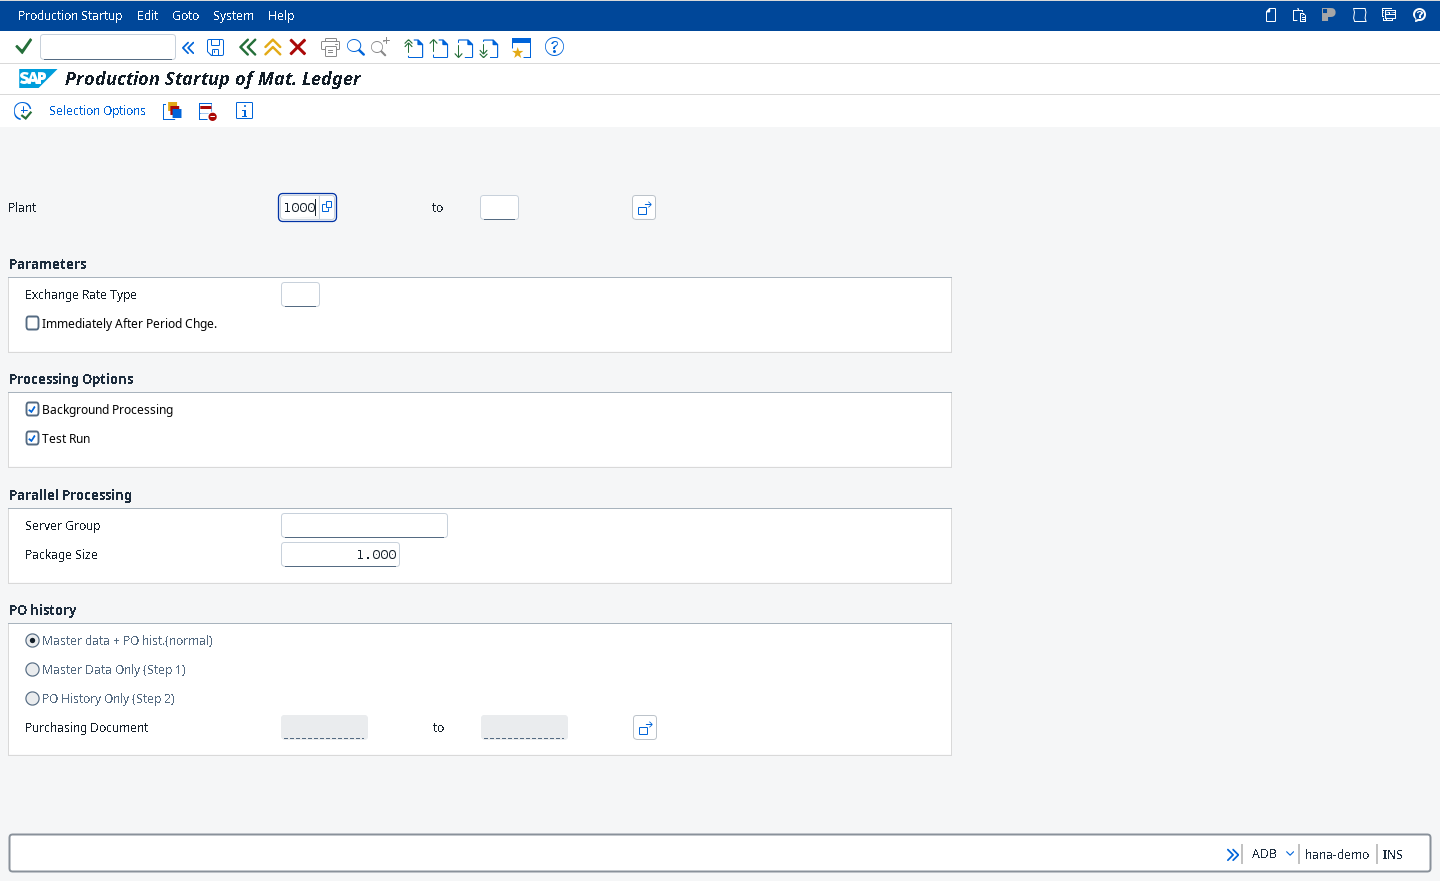 Production Startup Edit Goto System Help
SAP Production Startup of Mat. Ledger
Selection Options
Plant 1000 to
Parameters
Exchange Rate Type
Immediately After Period Chge.
Processing Options
Background Processing
Test Run
Parallel Processing
Server Group
Package Size 1.000
PO history
Master data + PO hist.(normal)
Master Data Only (Step 1)
PO History Only (Step 2)
Purchasing Document to
ADB hana-demo INS